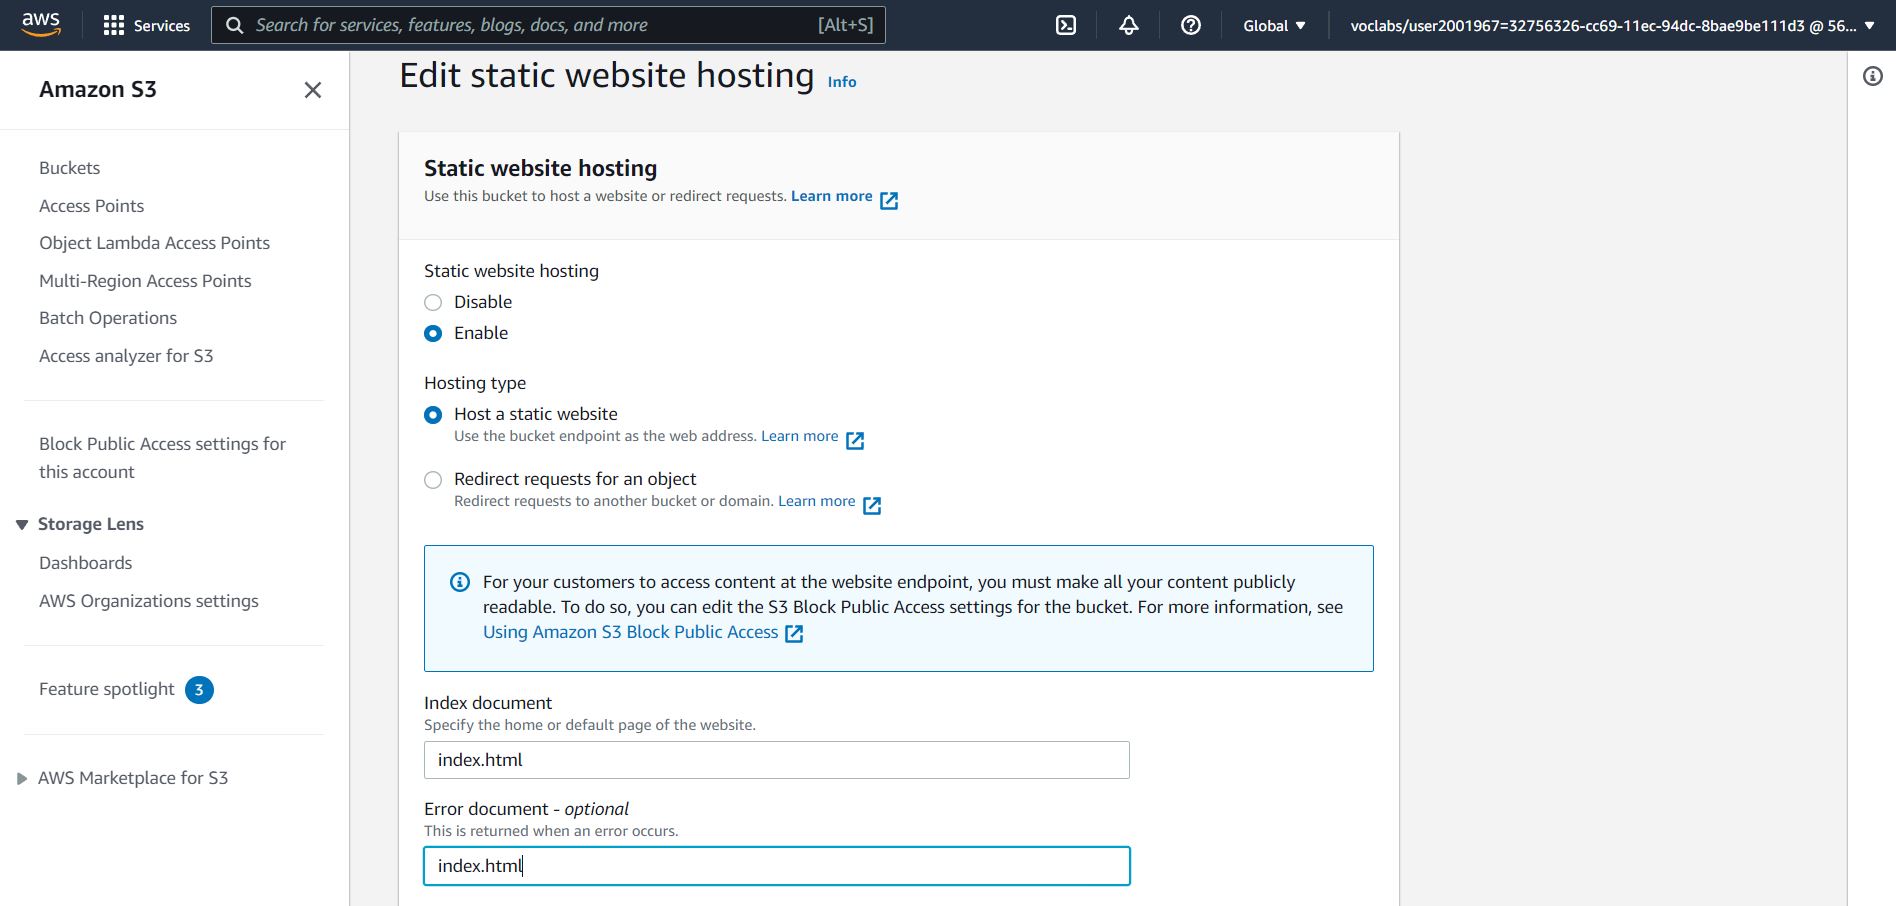 aws
Services
Search for services, features, blogs, docs, and more
[Alt+S]
Global
voclabs/user2001967=32756326-cc69-11ec-94dc-8bae9be111d3 @ 56...
Amazon S3
Buckets
Access Points
Object Lambda Access Points
Multi-Region Access Points
Batch Operations
Access analyzer for S3
Block Public Access settings for
this account
Storage Lens
Dashboards
AWS Organizations settings
Feature spotlight 3
AWS Marketplace for S3
Edit static website hosting Info
Static website hosting
Use this bucket to host a website or redirect requests. Learn more
Static website hosting
Disable
Enable
Hosting type
Host a static website
Use the bucket endpoint as the web address. Learn more
Redirect requests for an object
Redirect requests to another bucket or domain. Learn more
For your customers to access content at the website endpoint, you must make all your content publicly
readable. To do so, you can edit the S3 Block Public Access settings for the bucket. For more information, see
Using Amazon S3 Block Public Access
Index document
Specify the home or default page of the website.
index.html
Error document - optional
This is returned when an error occurs.
index.html